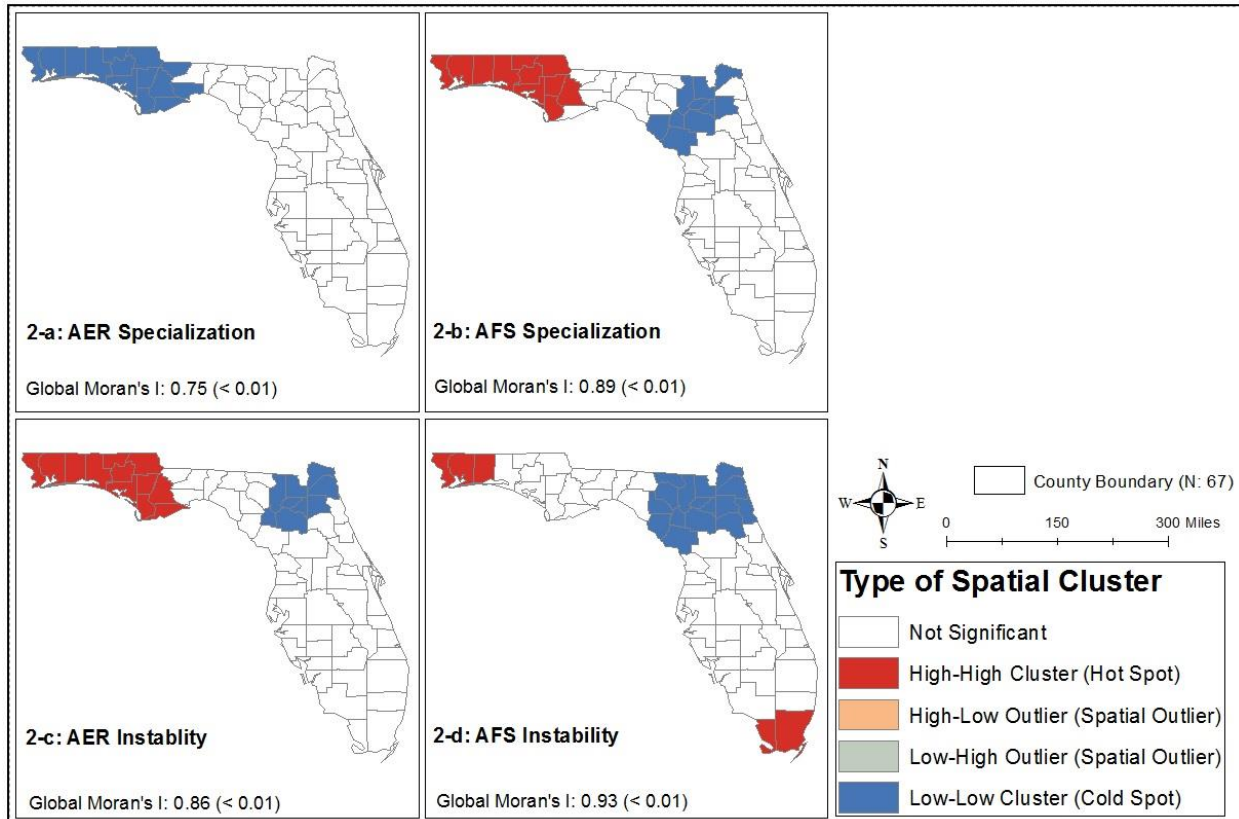 2-a: AER Specialization
Global Moran's I: 0.75 (< 0.01)
2-b: AFS Specialization
Global Moran's I: 0.89 (< 0.01)
2-c: AER Instablity
Global Moran's I: 0.86 (< 0.01)
2-d: AFS Instability
Global Moran's I: 0.93 (< 0.01)
N
W E
S
County Boundary (N: 67)
0 150 300 Miles
Type of Spatial Cluster
Not Significant
High-High Cluster (Hot Spot)
High-Low Outlier (Spatial Outlier)
Low-High Outlier (Spatial Outlier)
Low-Low Cluster (Cold Spot)